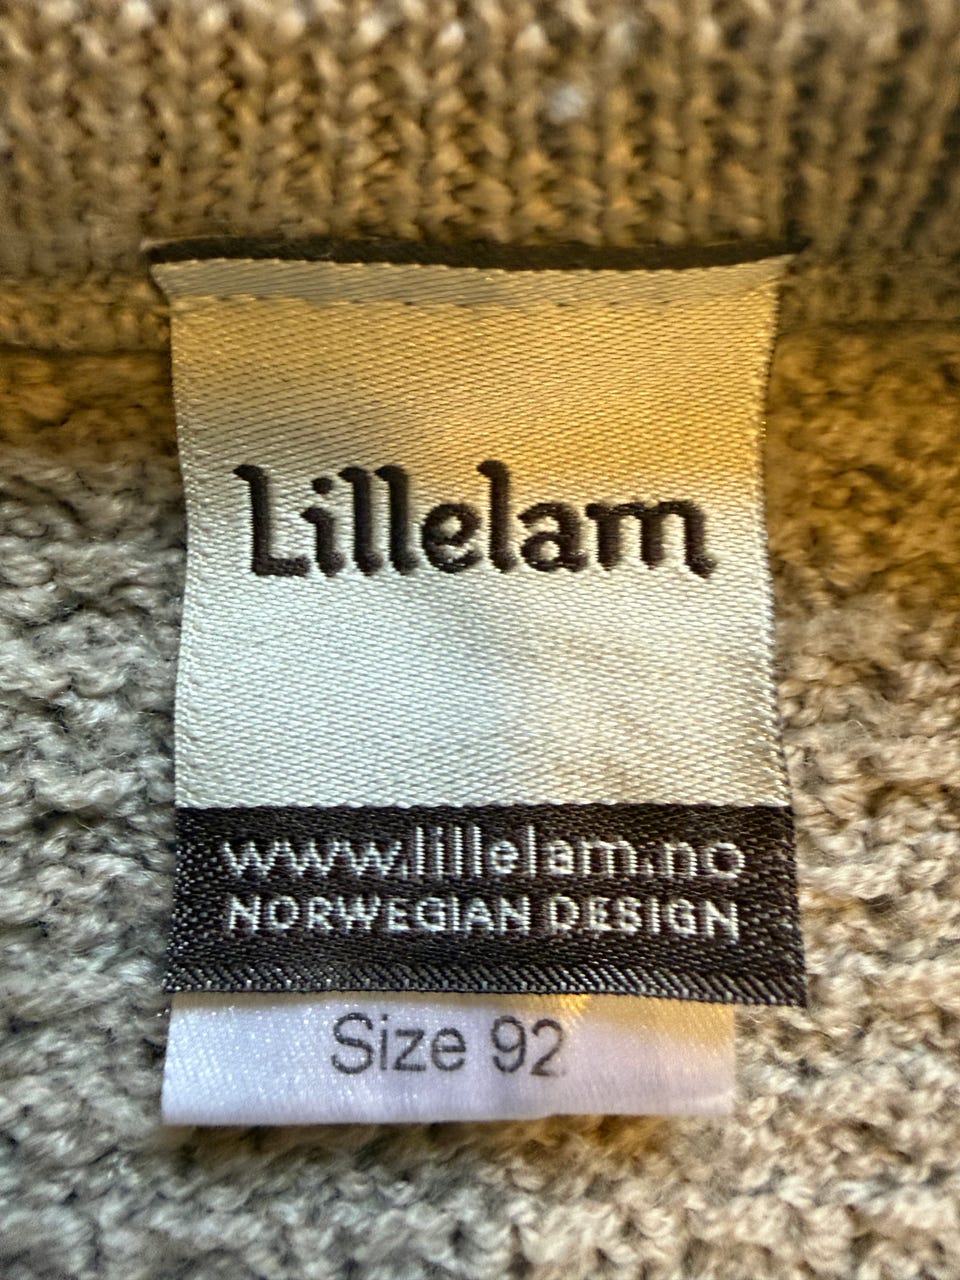 Lillelam
www.lillelam.no
NORWEGIAN DESIGN
Size 92